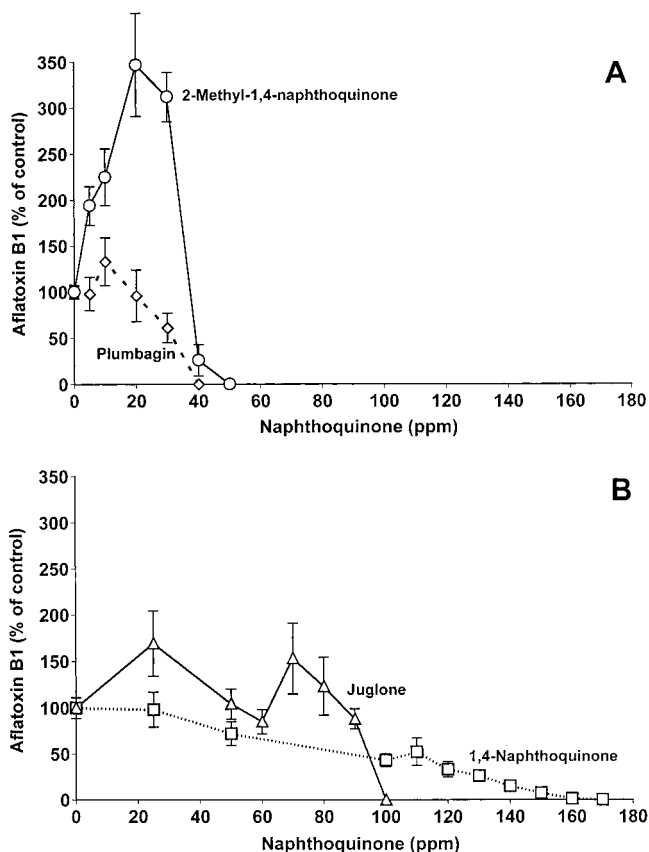 A
350
300
250
200
150
100
50
0
Aflatoxin B1 (% of control)
2-Methyl-1,4-naphthoquinone
Plumbagin
0 20 40 60 80 100 120 140 160 180
Naphthoquinone (ppm)
B
350
300
250
200
150
100
50
0
Aflatoxin B1 (% of control)
Juglone
1,4-Naphthoquinone
0 20 40 60 80 100 120 140 160 180
Naphthoquinone (ppm)